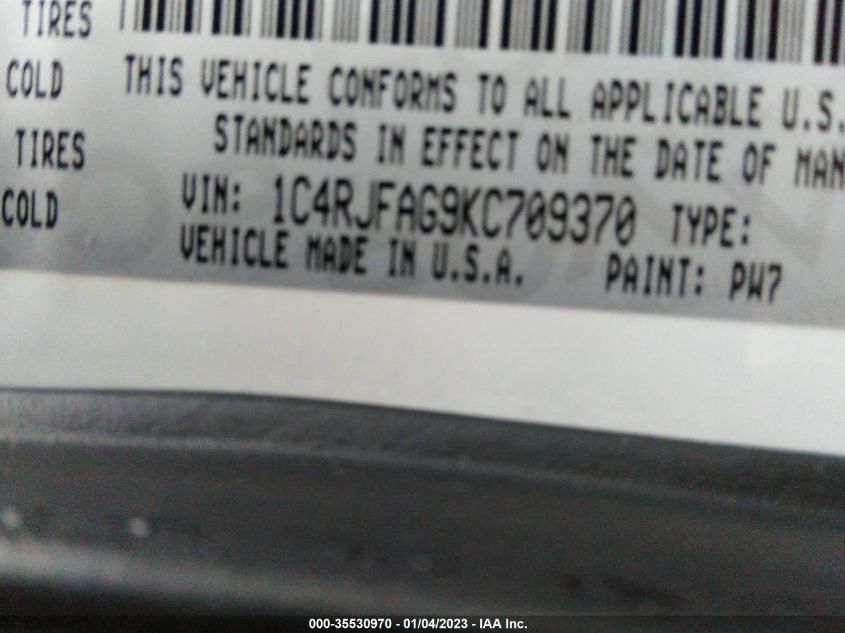 TIRES
COLD THIS VEHICLE CONFORMS TO ALL APPLICABLE U.S.
STANDARDS IN EFFECT ON THE DATE OF MAN
TIRES
COLD VIN: 1C4RJFAG9KC709370 TYPE:
VEHICLE MADE IN U.S.A. PAINT: PW7
000-35530970 - 01/04/2023 - IAA Inc.